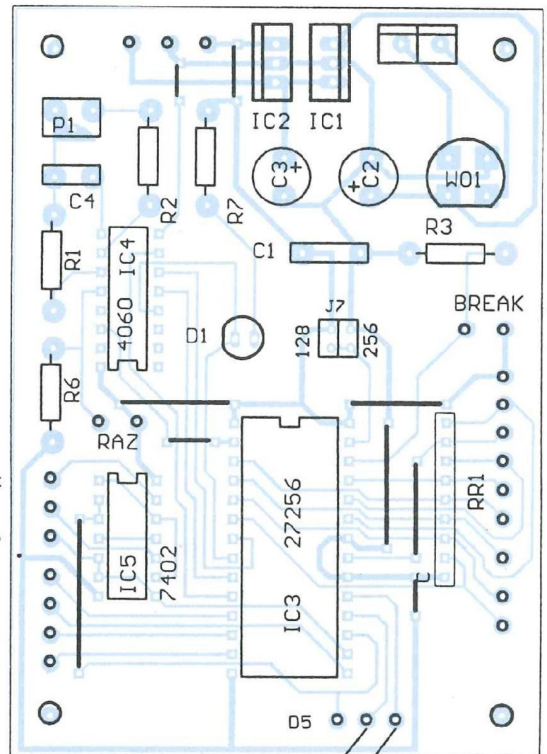 IC2 IC1
P1
C3 + + C2 W01
C4 R2 R7
R3
R1 IC4 4060 C1
BREAK
J7
D1 128 256
R6
RAZ
27256
RR1
IC5 7402
C
IC3
D5